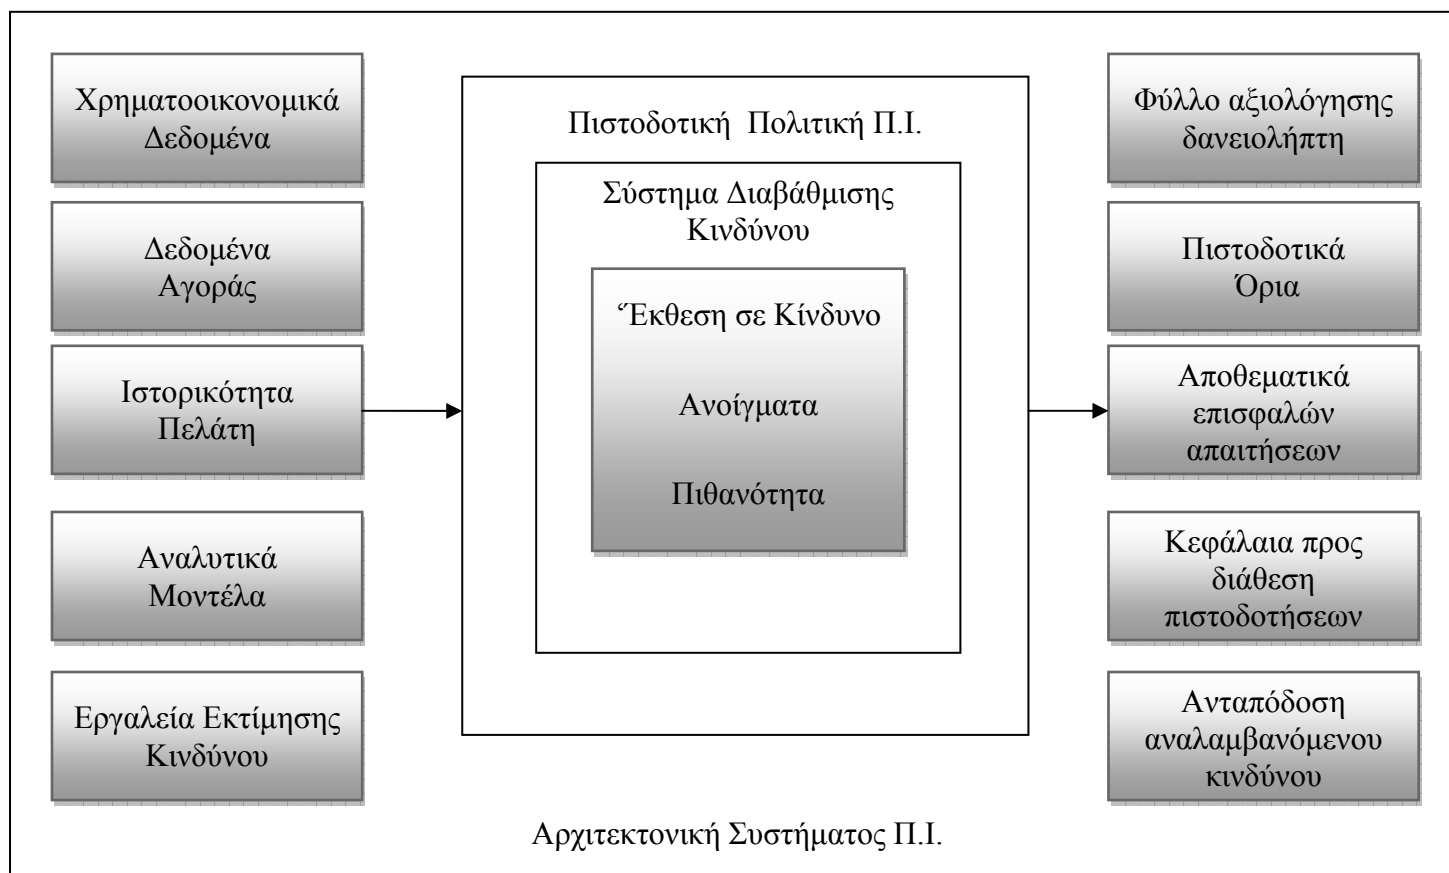 Χρηματοοικονομικά
Δεδομένα
Δεδομένα
Αγοράς
Ιστορικότητα
Πελάτη
Αναλυτικά
Μοντέλα
Εργαλεία Εκτίμησης
Κινδύνου
Πιστοδοτική Πολιτική Π.Ι.
Σύστημα Διαβάθμισης
Κινδύνου
‘Έκθεση σε Κίνδυνο
Ανοίγματα
Πιθανότητα
Φύλλο αξιολόγησης
δανειολήπτη
Πιστοδοτικά
Όρια
Αποθεματικά
επισφαλών
απαιτήσεων
Κεφάλαια προς
διάθεση
πιστοδοτήσεων
Ανταπόδοση
αναλαμβανόμενου
κινδύνου
Αρχιτεκτονική Συστήματος Π.Ι.